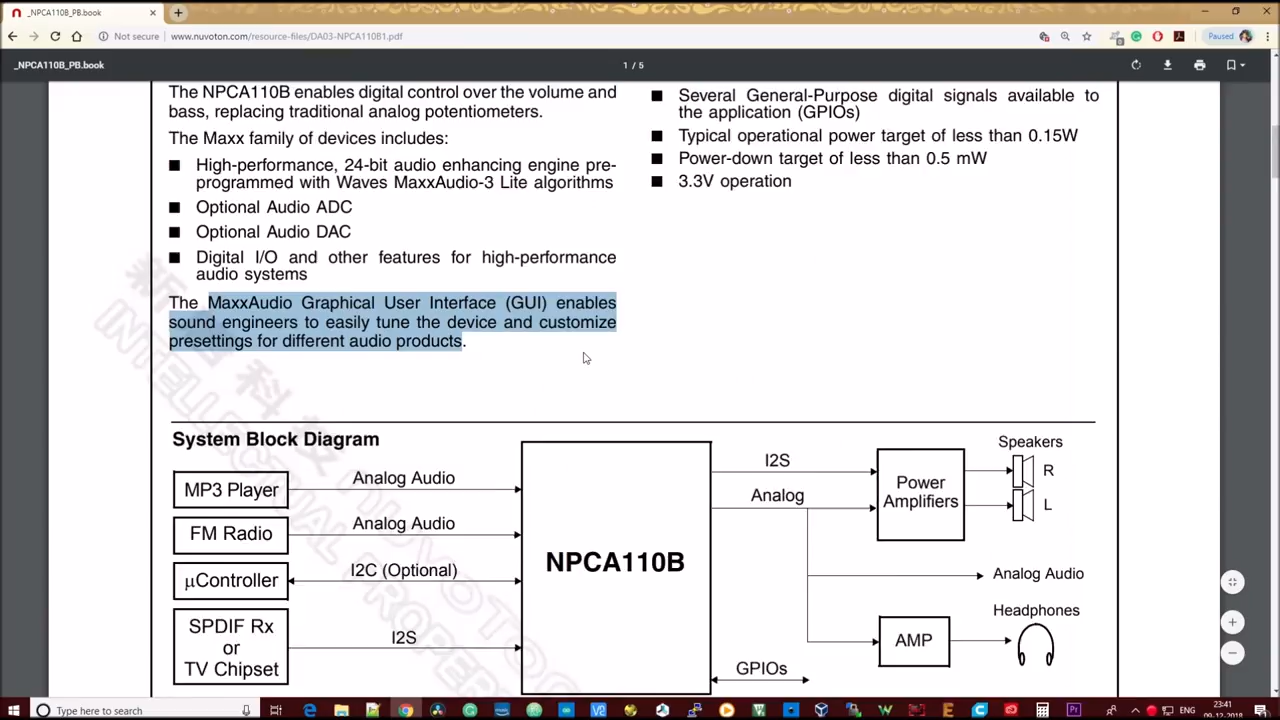 _NPCA110B_PB.book
Not secure | www.nuvoton.com/resource-files/DA03-NPCA110B1.pdf
Paused
_NPCA110B_PB.book
1 / 5
The NPCA110B enables digital control over the volume and
bass, replacing traditional analog potentiometers.
The Maxx family of devices includes:
■ High-performance, 24-bit audio enhancing engine pre-
programmed with Waves MaxxAudio-3 Lite algorithms
■ Optional Audio ADC
■ Optional Audio DAC
■ Digital I/O and other features for high-performance
audio systems
The MaxxAudio Graphical User Interface (GUI) enables
sound engineers to easily tune the device and customize
presettings for different audio products.
■ Several General-Purpose digital signals available to
the application (GPIOs)
■ Typical operational power target of less than 0.15W
■ Power-down target of less than 0.5 mW
■ 3.3V operation
System Block Diagram
MP3 Player
Analog Audio
FM Radio
Analog Audio
µController
I2C (Optional)
SPDIF Rx
or
TV Chipset
I2S
NPCA110B
I2S
Analog
GPIOs
Power
Amplifiers
Speakers
R
L
Analog Audio
Headphones
AMP
Type here to search
ENG
23:41
09-12-2018